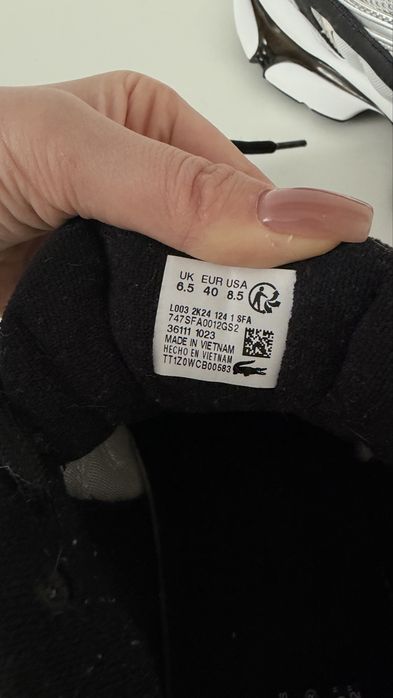 UK EUR USA
6.5 40 8.5
L003 2K24 124 1 SFA
747SFA0012GS2
36111 1023
MADE IN VIETNAM
HECHO EN VIETNAM
TT1Z0WCB00583